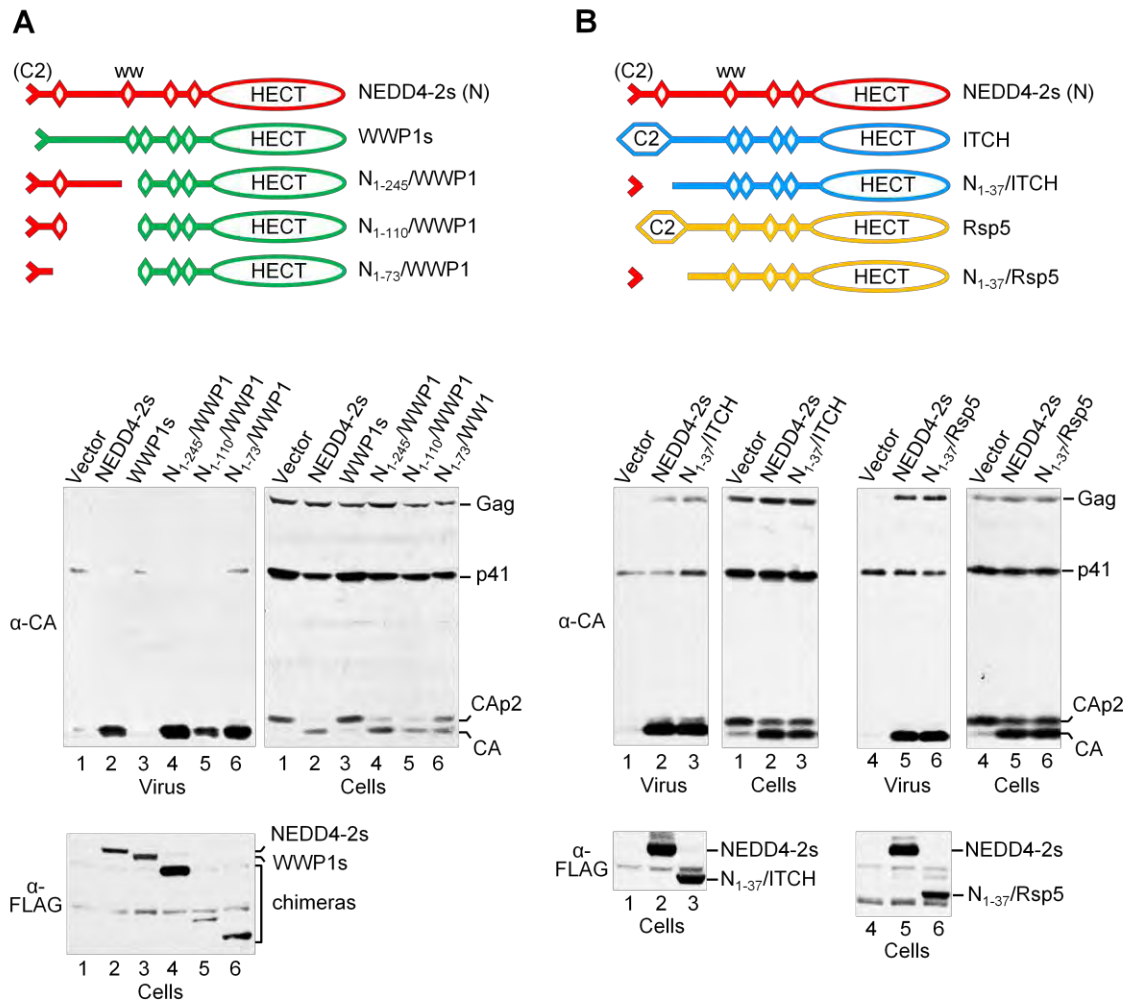 A
(C2)
ww
HECT
NEDD4-2s (N)
HECT
WWP1s
HECT
N1-245/WWP1
HECT
N1-110/WWP1
HECT
N1-73/WWP1
Vector
NEDD4-2s
WWP1s
N1-245/WWP1
N1-110/WWP1
N1-73/WWP1
Vector
NEDD4-2s
WWP1s
N1-245/WWP1
N1-110/WWP1
N1-73/WW1
α-CA
Gag
p41
CAp2
CA
1 2 3 4 5 6
Virus
1 2 3 4 5 6
Cells
α-
FLAG
NEDD4-2s
WWP1s
chimeras
1 2 3 4 5 6
Cells
B
(C2)
ww
HECT
NEDD4-2s (N)
C2
HECT
ITCH
HECT
N1-37/ITCH
C2
HECT
Rsp5
HECT
N1-37/Rsp5
Vector
NEDD4-2s
N1-37/ITCH
Vector
NEDD4-2s
N1-37/ITCH
Vector
NEDD4-2s
N1-37/Rsp5
Vector
NEDD4-2s
N1-37/Rsp5
α-CA
Gag
p41
CAp2
CA
1 2 3
Virus
1 2 3
Cells
4 5 6
Virus
4 5 6
Cells
α-
FLAG
NEDD4-2s
N1-37/ITCH
1 2 3
Cells
NEDD4-2s
N1-37/Rsp5
4 5 6
Cells